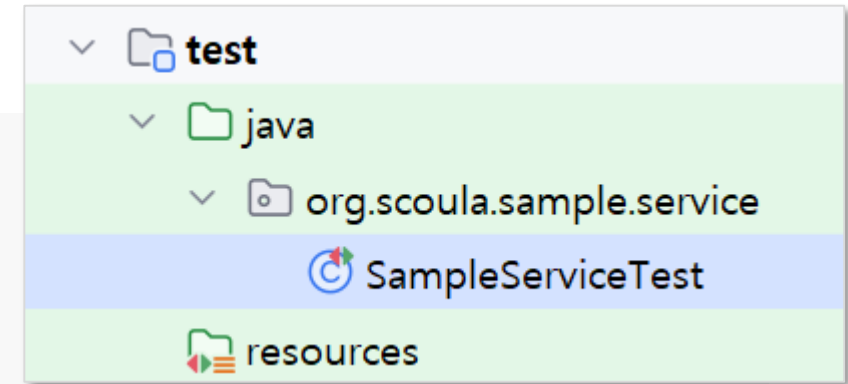 test
java
org.scoula.sample.service
SampleServiceTest
resources